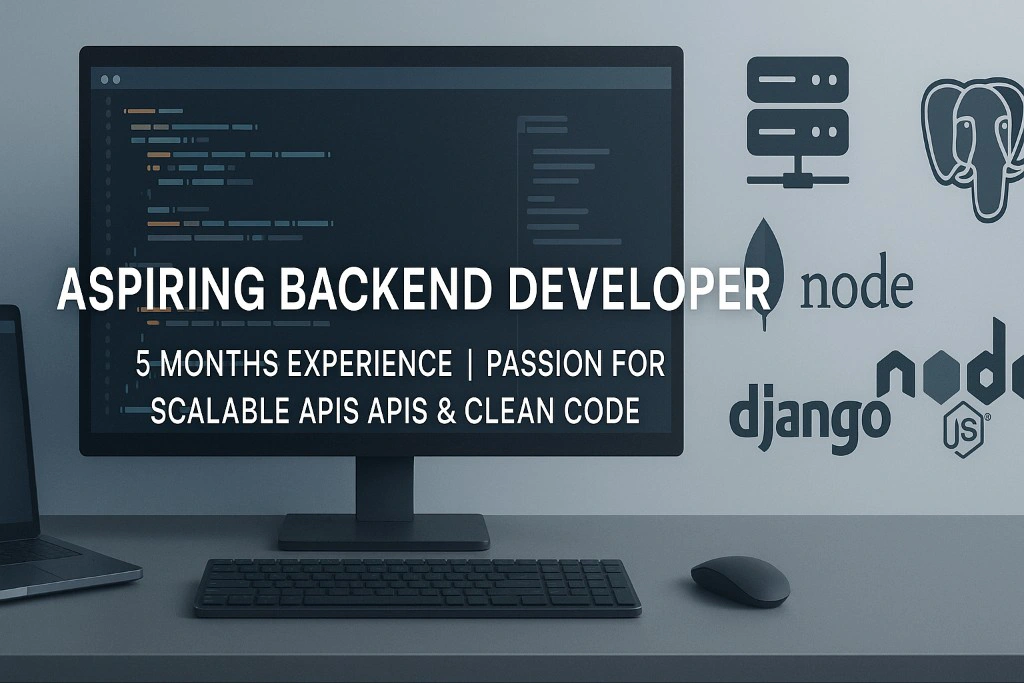 ASPIRING BACKEND DEVELOPER
5 MONTHS EXPERIENCE | PASSION FOR
SCALABLE APIS APIS & CLEAN CODE
node
node
JS®
django